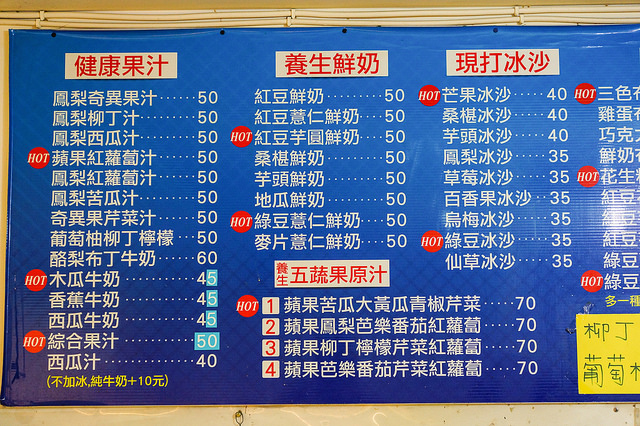 健康果汁
鳳梨奇異果汁······50
鳳梨柳丁汁········50
鳳梨西瓜汁········50
HOT 蘋果紅蘿蔔汁····50
鳳梨紅蘿蔔汁····50
鳳梨苦瓜汁········50
奇異果芹菜汁······50
葡萄柚柳丁檸檬··50
酪梨布丁牛奶·····60
HOT 木瓜牛奶··········45
香蕉牛奶··········45
西瓜牛奶··········45
HOT 綜合果汁··········50
西瓜汁············40
(不加冰,純牛奶+10元)
養生鮮奶
紅豆鮮奶········50
紅豆薏仁鮮奶···50
HOT 紅豆芋圓鮮奶···50
桑椹鮮奶········50
芋頭鮮奶········50
地瓜鮮奶········50
HOT 綠豆薏仁鮮奶···50
麥片薏仁鮮奶···50
現打冰沙
HOT 芒果冰沙·····40
桑椹冰沙·····40
芋頭冰沙·····40
鳳梨冰沙·····35
草莓冰沙·····35
百香果冰沙··35
烏梅冰沙·····35
HOT 綠豆冰沙·····35
仙草冰沙·····35
養生五蔬果原汁
HOT 1 蘋果苦瓜大黃瓜青椒芹菜·····70
2 蘋果鳳梨芭樂番茄紅蘿蔔·····70
3 蘋果柳丁檸檬芹菜紅蘿蔔·····70
4 蘋果芭樂番茄芹菜紅蘿蔔·····70
HOT 三色
雞蛋
巧克
鮮奶
HOT 花生
紅豆
紅豆
紅豆
綠豆
HOT 綠豆
多一種
柳丁
葡萄